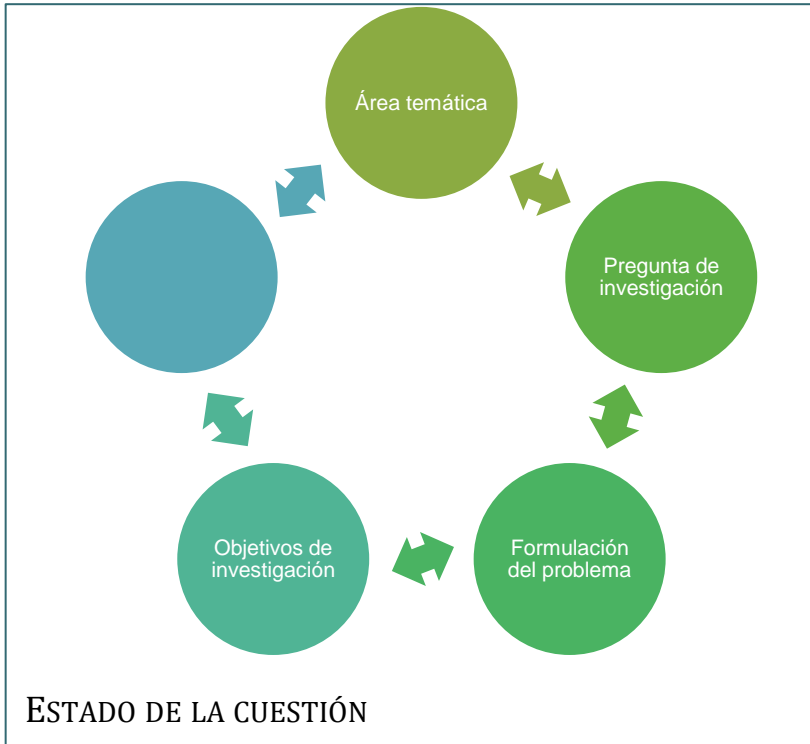 Área temática
Pregunta de
investigación
Formulación
del problema
Objetivos de
investigación
ESTADO DE LA CUESTIÓN